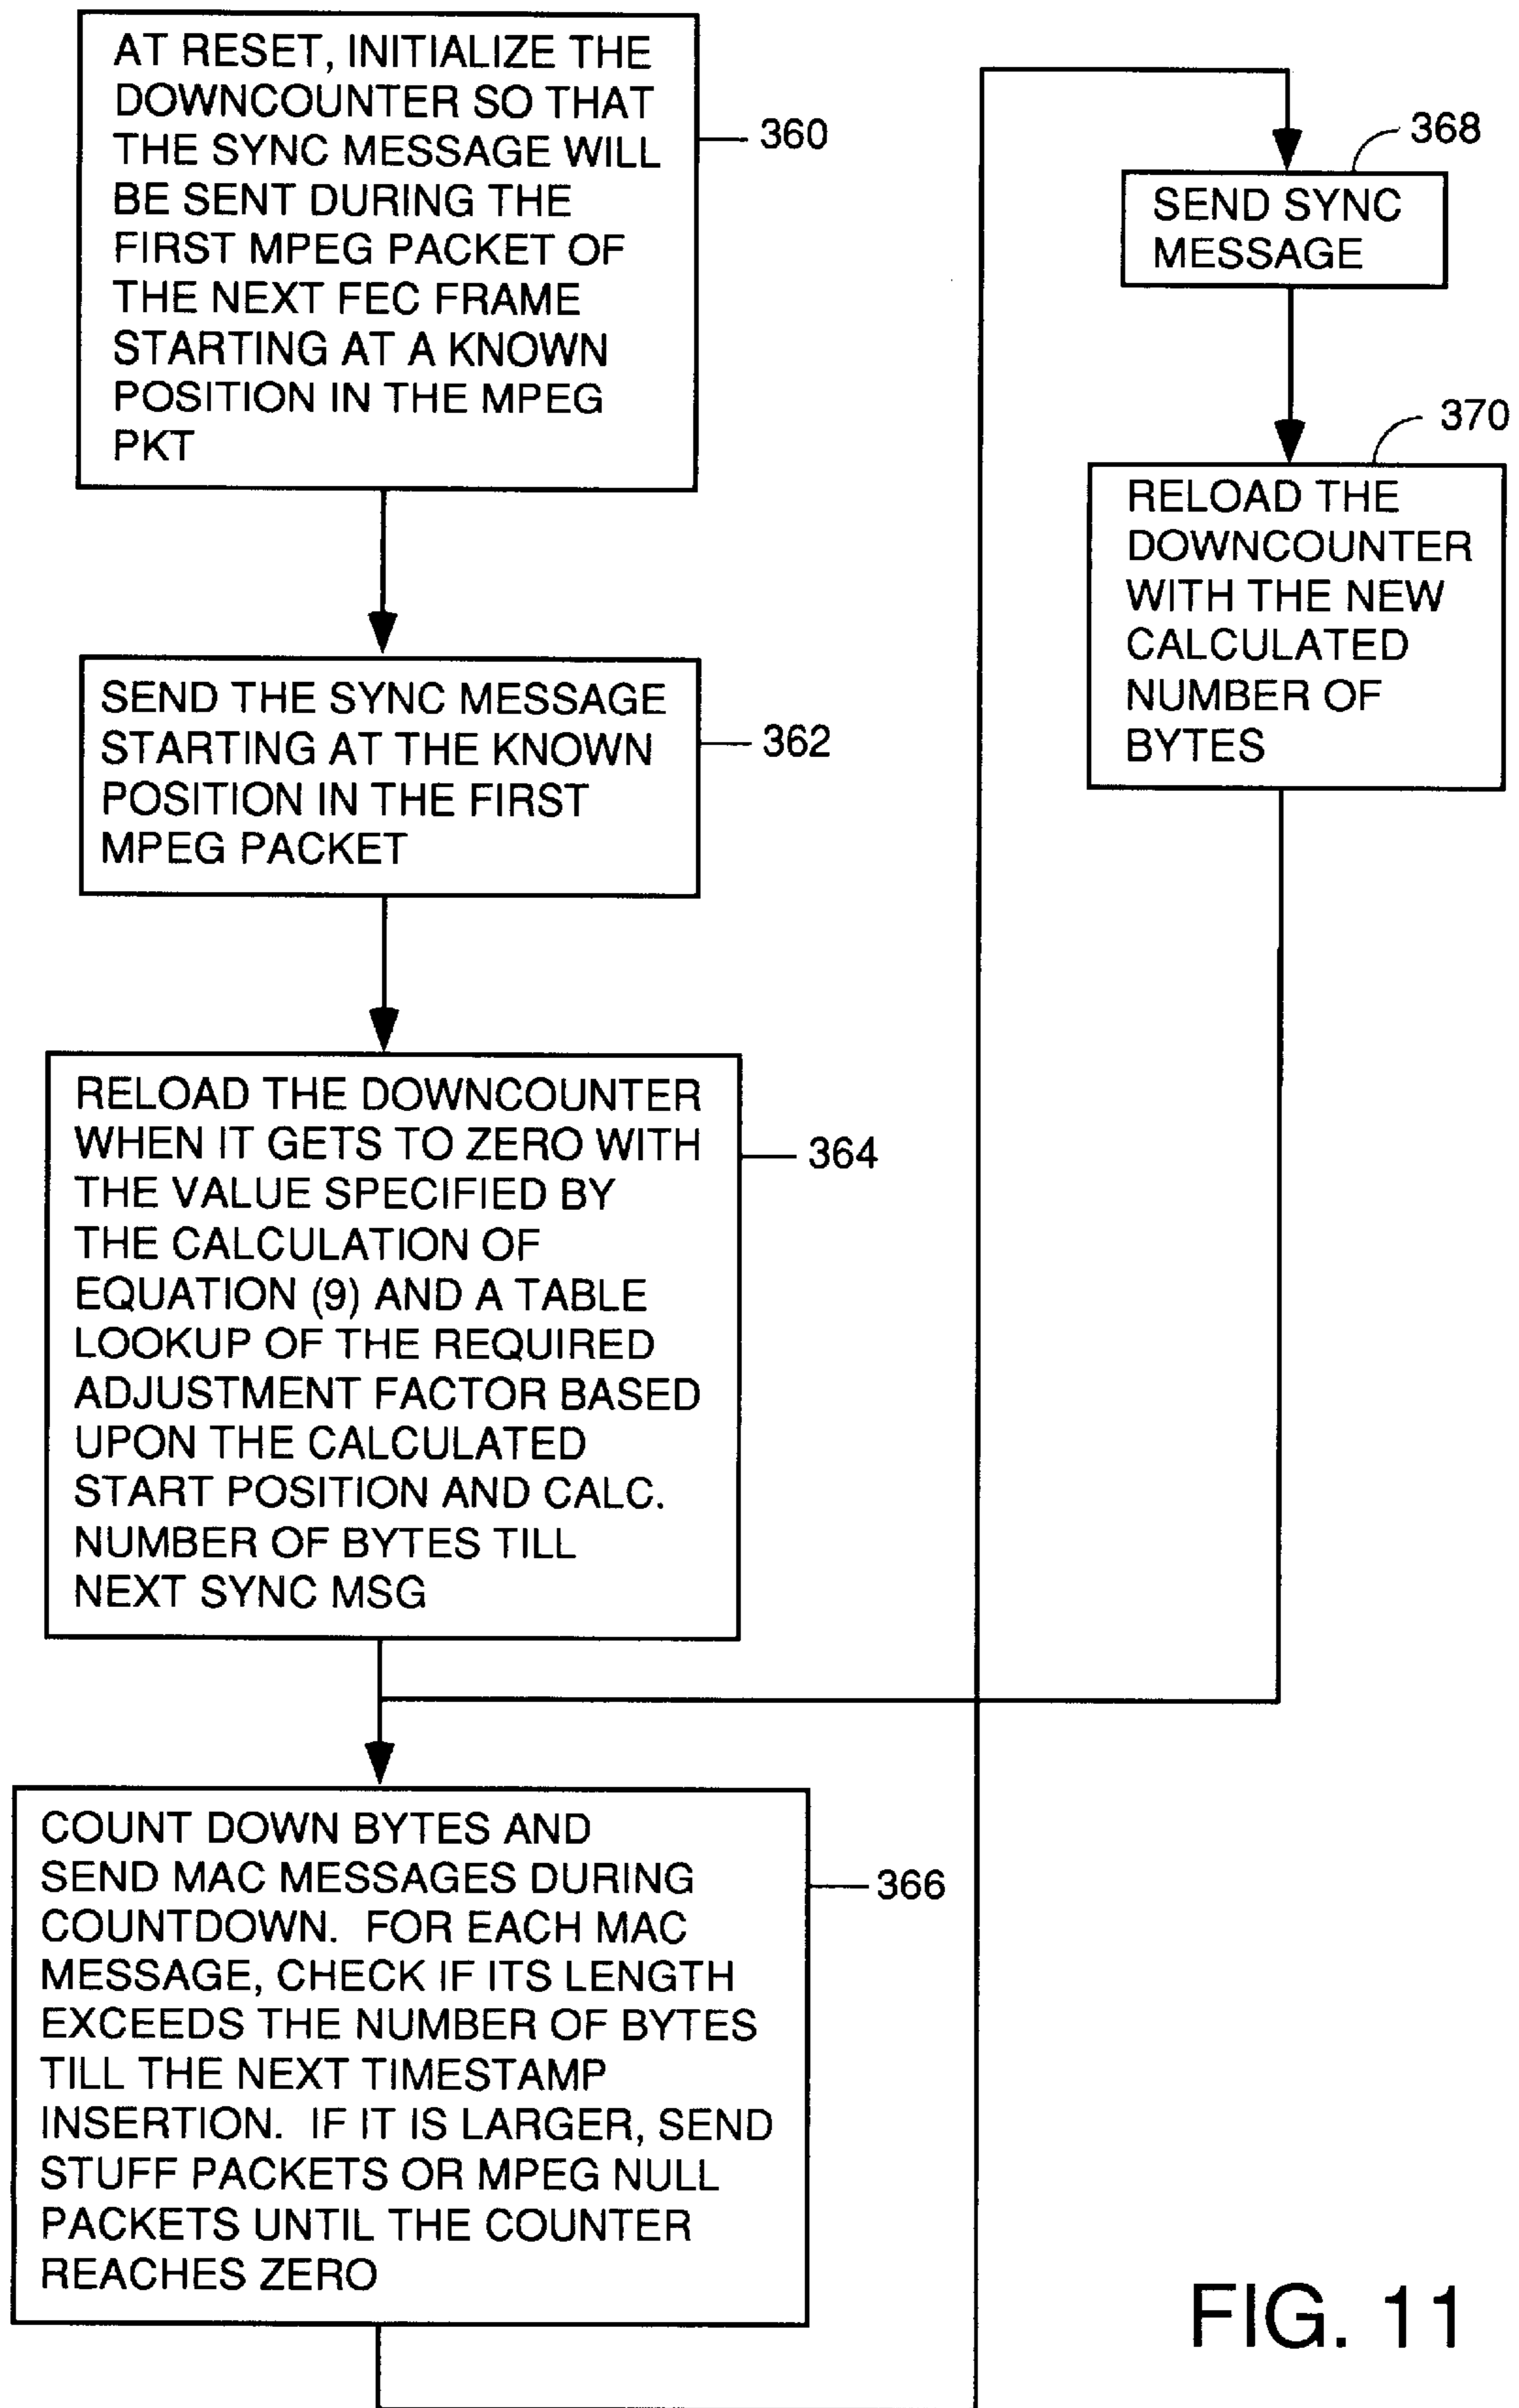 AT RESET, INITIALIZE THE
DOWNCOUNTER SO THAT
THE SYNC MESSAGE WILL
BE SENT DURING THE
FIRST MPEG PACKET OF
THE NEXT FEC FRAME
STARTING AT A KNOWN
POSITION IN THE MPEG
PKT
360
SEND THE SYNC MESSAGE
STARTING AT THE KNOWN
POSITION IN THE FIRST
MPEG PACKET
362
RELOAD THE DOWNCOUNTER
WHEN IT GETS TO ZERO WITH
THE VALUE SPECIFIED BY
THE CALCULATION OF
EQUATION (9) AND A TABLE
LOOKUP OF THE REQUIRED
ADJUSTMENT FACTOR BASED
UPON THE CALCULATED
START POSITION AND CALC.
NUMBER OF BYTES TILL
NEXT SYNC MSG
364
COUNT DOWN BYTES AND
SEND MAC MESSAGES DURING
COUNTDOWN. FOR EACH MAC
MESSAGE, CHECK IF ITS LENGTH
EXCEEDS THE NUMBER OF BYTES
TILL THE NEXT TIMESTAMP
INSERTION. IF IT IS LARGER, SEND
STUFF PACKETS OR MPEG NULL
PACKETS UNTIL THE COUNTER
REACHES ZERO
366
368
SEND SYNC
MESSAGE
370
RELOAD THE
DOWNCOUNTER
WITH THE NEW
CALCULATED
NUMBER OF
BYTES
FIG. 11